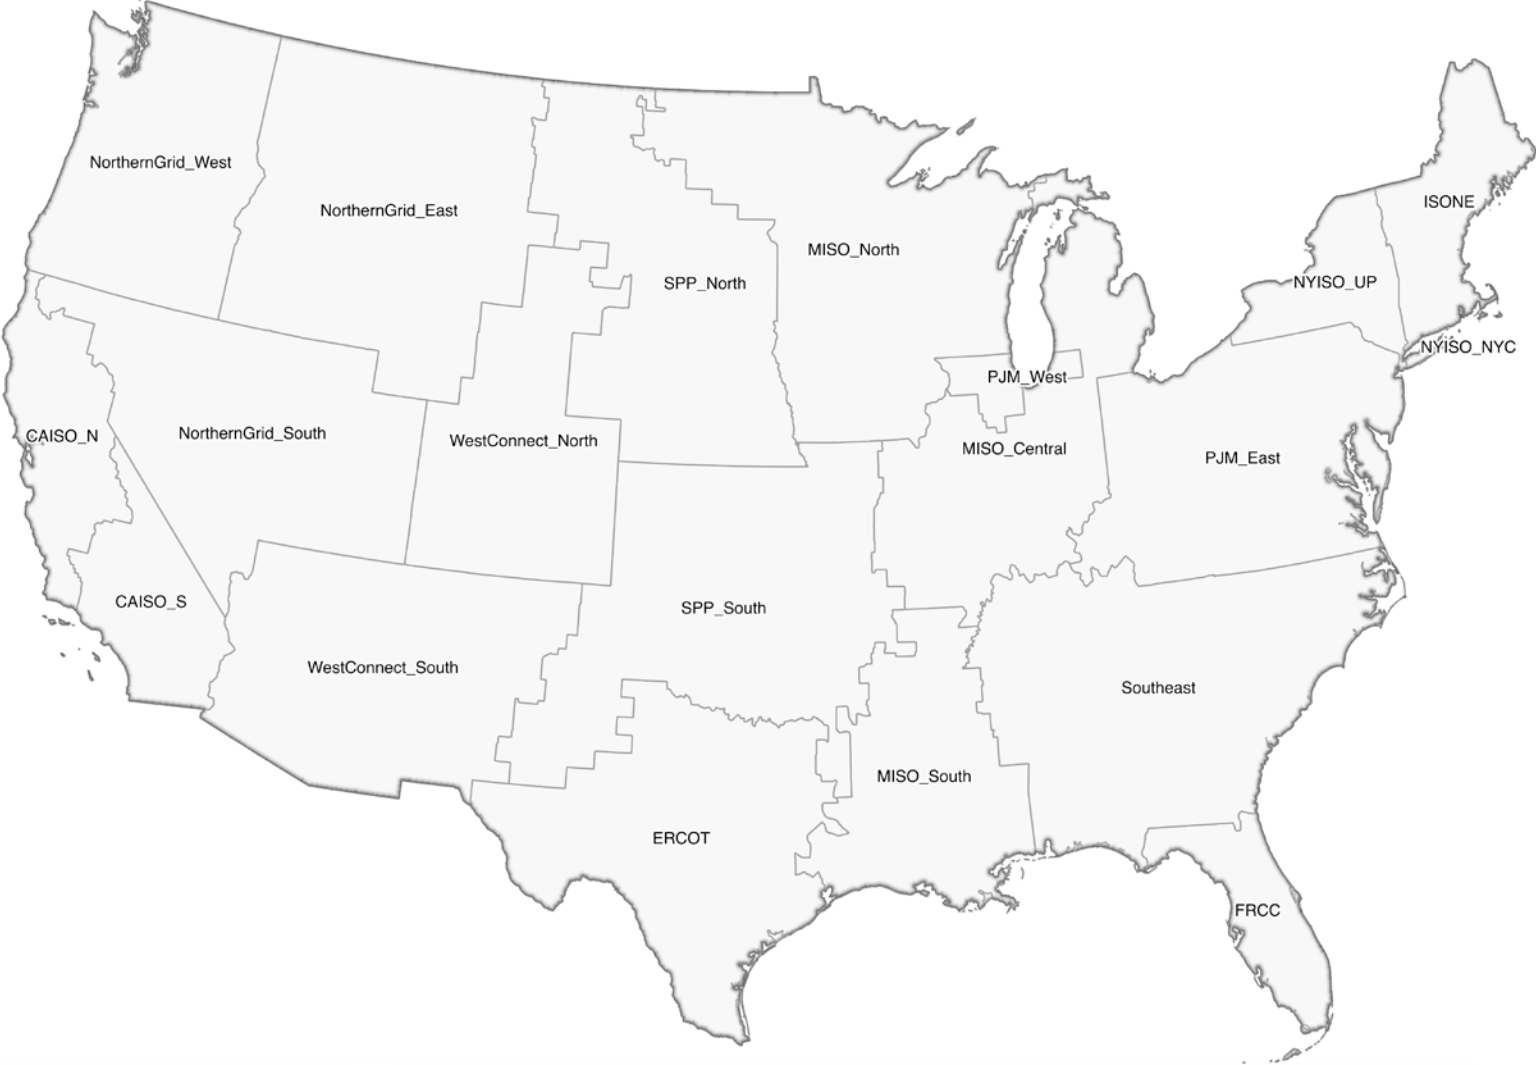 NorthernGrid_West
ISONE
NorthernGrid_East
MISO_North
SPP_North
NYISO_UP
NYISO_NYC
PJM_West
NorthernGrid_South
CAISO_N
WestConnect_North
MISO_Central
PJM_East
CAISO_S
SPP_South
WestConnect_South
Southeast
MISO_South
ERCOT
FRCC